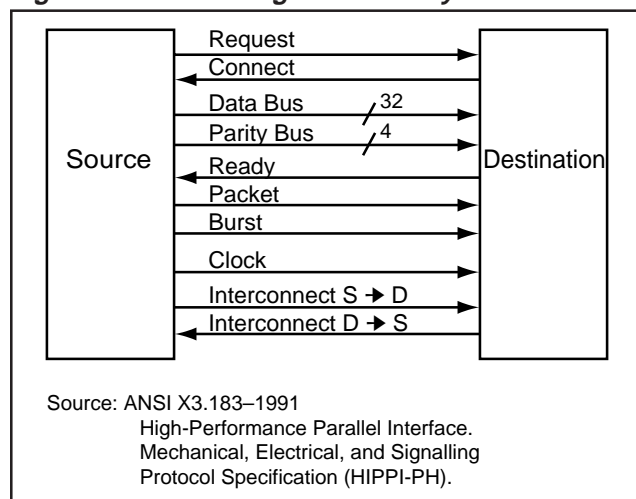 Request
Connect
Data Bus 32
Parity Bus 4
Source
Destination
Ready
Packet
Burst
Clock
Interconnect S → D
Interconnect D → S
Source: ANSI X3.183–1991
High-Performance Parallel Interface.
Mechanical, Electrical, and Signalling
Protocol Specification (HIPPI-PH).